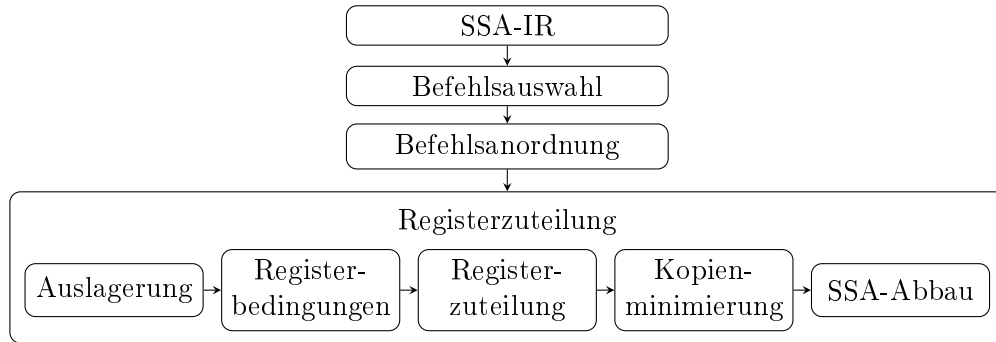 SSA-IR
Befehlsauswahl
Befehlsanordnung
Registerzuteilung
Auslagerung
Register-
bedingungen
Register-
zuteilung
Kopien-
minimierung
SSA-Abbau